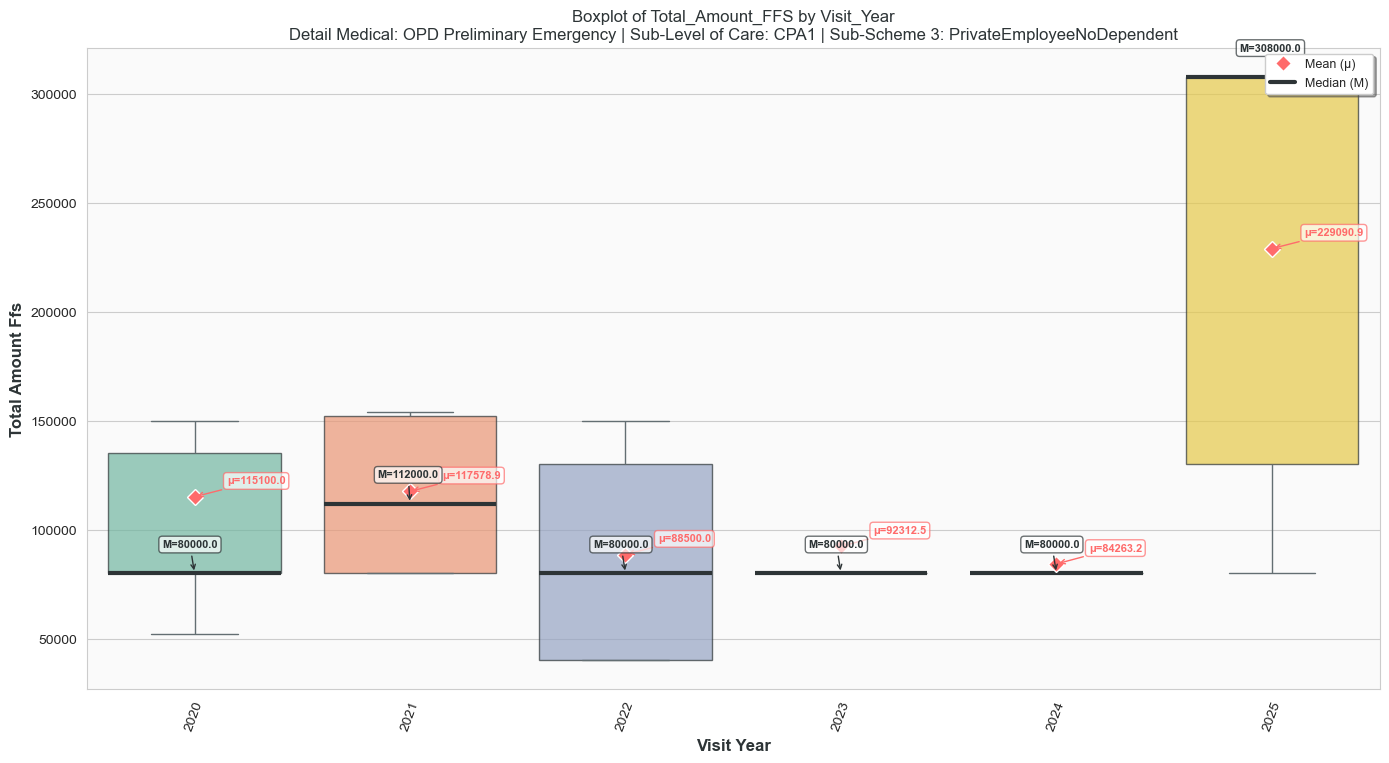 Boxplot of Total_Amount_FFS by Visit_Year
Detail Medical: OPD Preliminary Emergency | Sub-Level of Care: CPA1 | Sub-Scheme 3: PrivateEmployeeNoDependent
M=308000.0
Mean (μ)
Median (M)
300000
250000
200000
150000
100000
50000
Total Amount Ffs
μ=229090.9
μ=115100.0
M=80000.0
M=112000.0
μ=117578.9
M=80000.0
μ=88500.0
M=80000.0
μ=92312.5
M=80000.0
μ=84263.2
2020
2021
2022
2023
2024
2025
Visit Year